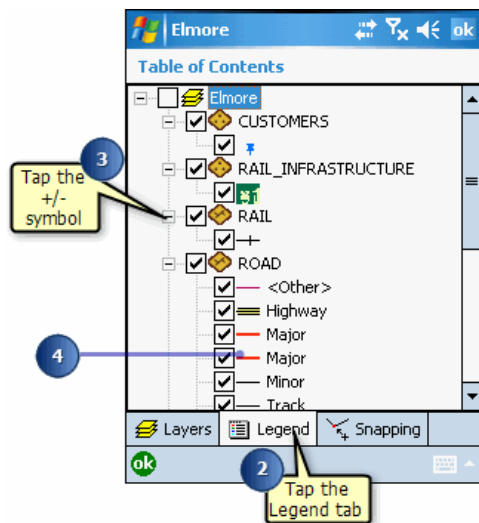 Elmore
ok
Table of Contents
Elmore
CUSTOMERS
RAIL_INFRASTRUCTURE
RAIL
ROAD
<Other>
Highway
Major
Major
Minor
Track
3
Tap the
+/-
symbol
4
Layers
Legend
Snapping
ok
2
Tap the
Legend tab